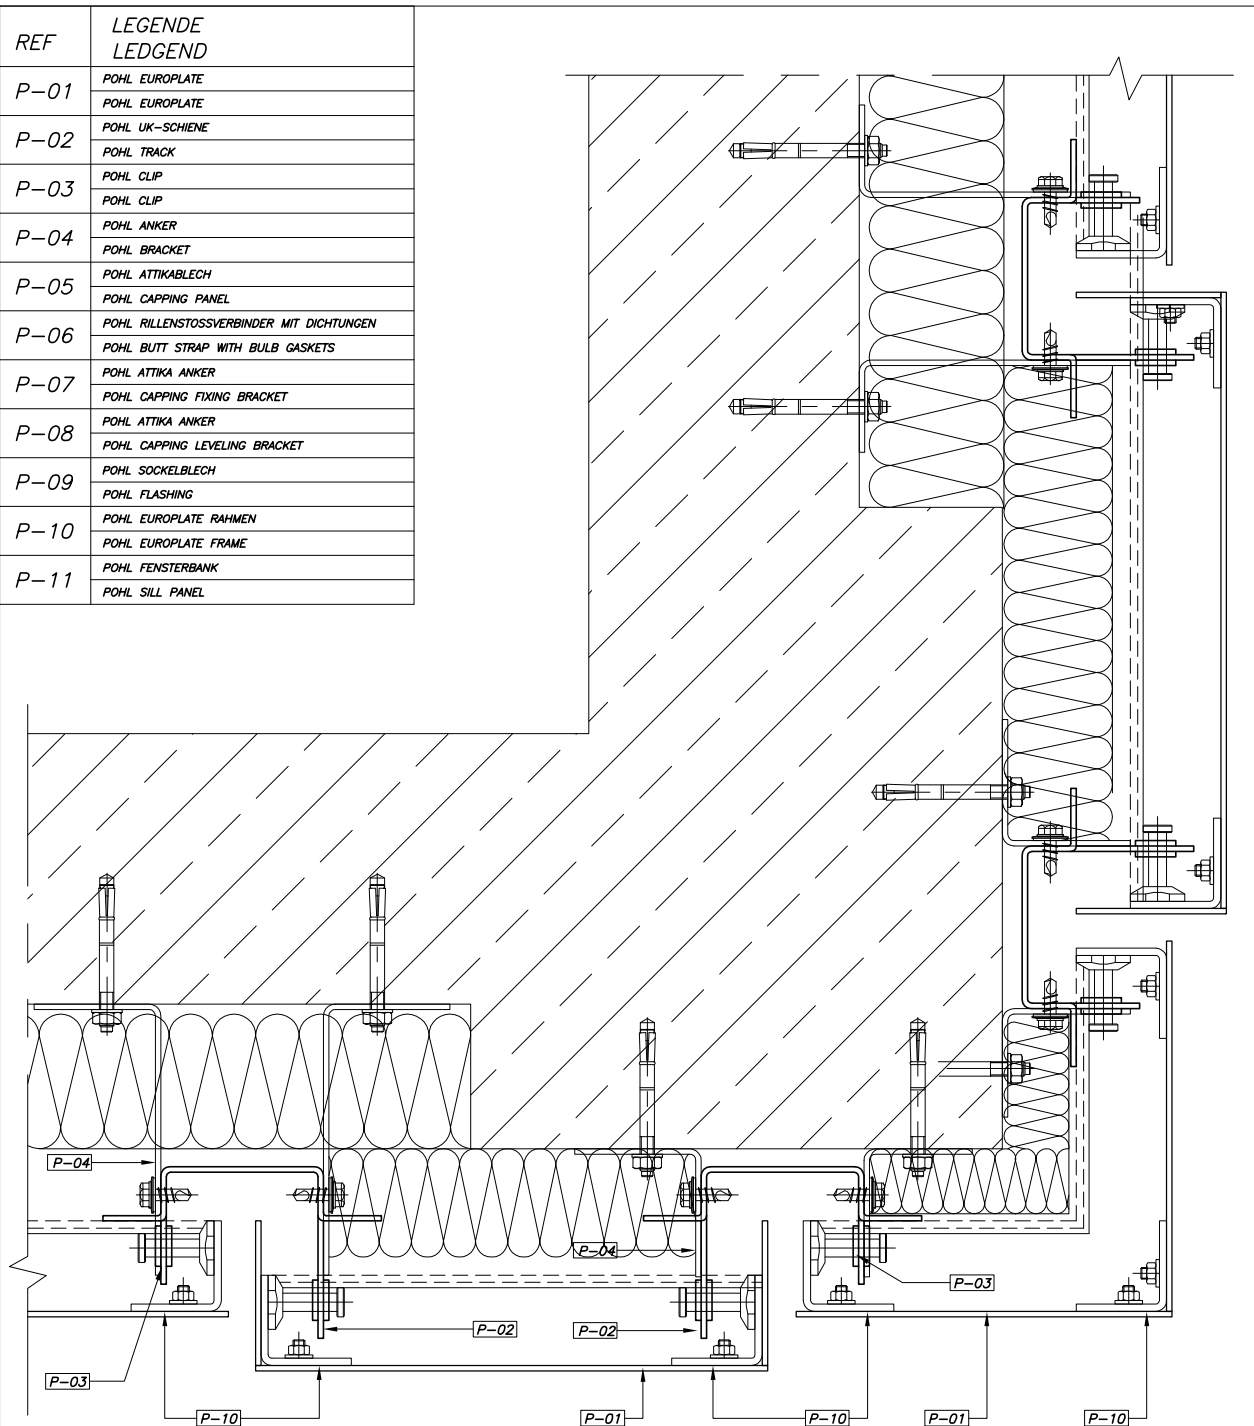 REF
LEGENDE
LEDGEND
P-01
POHL EUROPLATE
POHL EUROPLATE
P-02
POHL UK-SCHIENE
POHL TRACK
P-03
POHL CLIP
POHL CLIP
P-04
POHL ANKER
POHL BRACKET
P-05
POHL ATTIKABLECH
POHL CAPPING PANEL
P-06
POHL RILLENSTOSSVERBINDER MIT DICHTUNGEN
POHL BUTT STRAP WITH BULB GASKETS
P-07
POHL ATTIKA ANKER
POHL CAPPING FIXING BRACKET
P-08
POHL ATTIKA ANKER
POHL CAPPING LEVELING BRACKET
P-09
POHL SOCKELBLECH
POHL FLASHING
P-10
POHL EUROPLATE RAHMEN
POHL EUROPLATE FRAME
P-11
POHL FENSTERBANK
POHL SILL PANEL
P-04
P-04
P-03
P-02
P-02
P-03
P-10
P-01
P-10
P-01
P-10